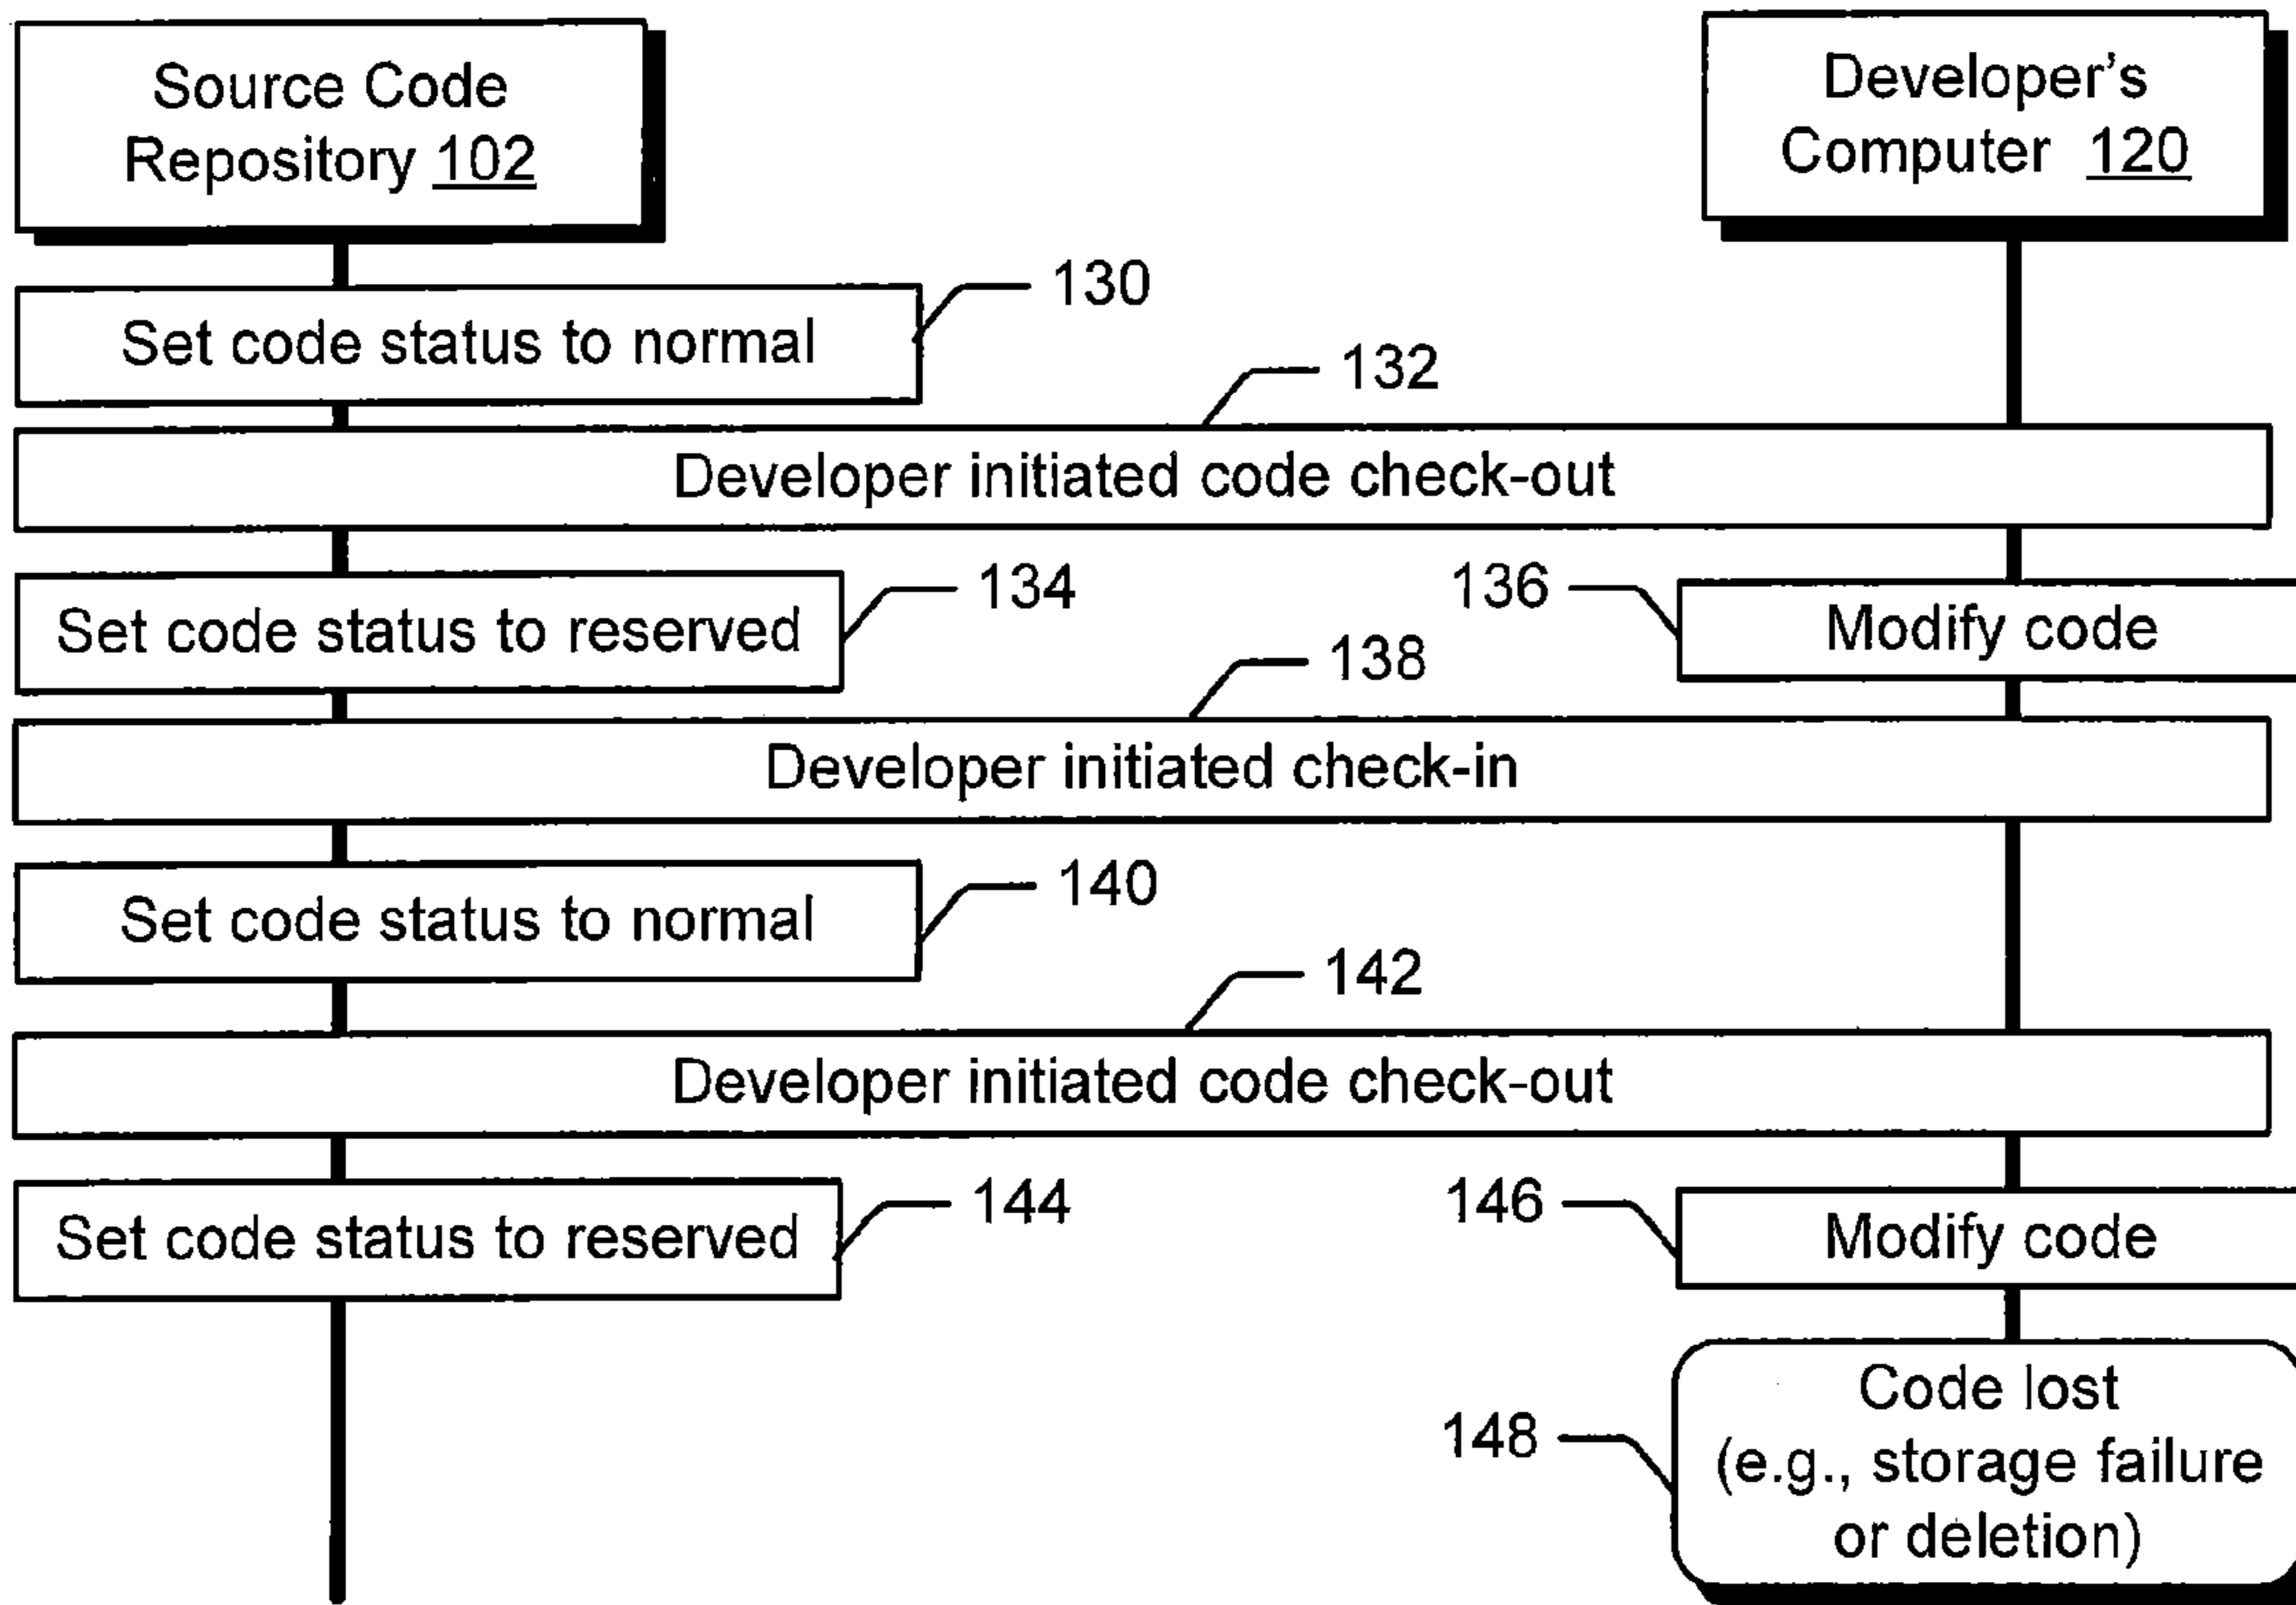 Source Code
Repository 102
Developer's
Computer 120
130
Set code status to normal
132
Developer initiated code check-out
134
Set code status to reserved
136
Modify code
138
Developer initiated check-in
140
Set code status to normal
142
Developer initiated code check-out
144
Set code status to reserved
146
Modify code
148
Code lost
(e.g., storage failure
or deletion)